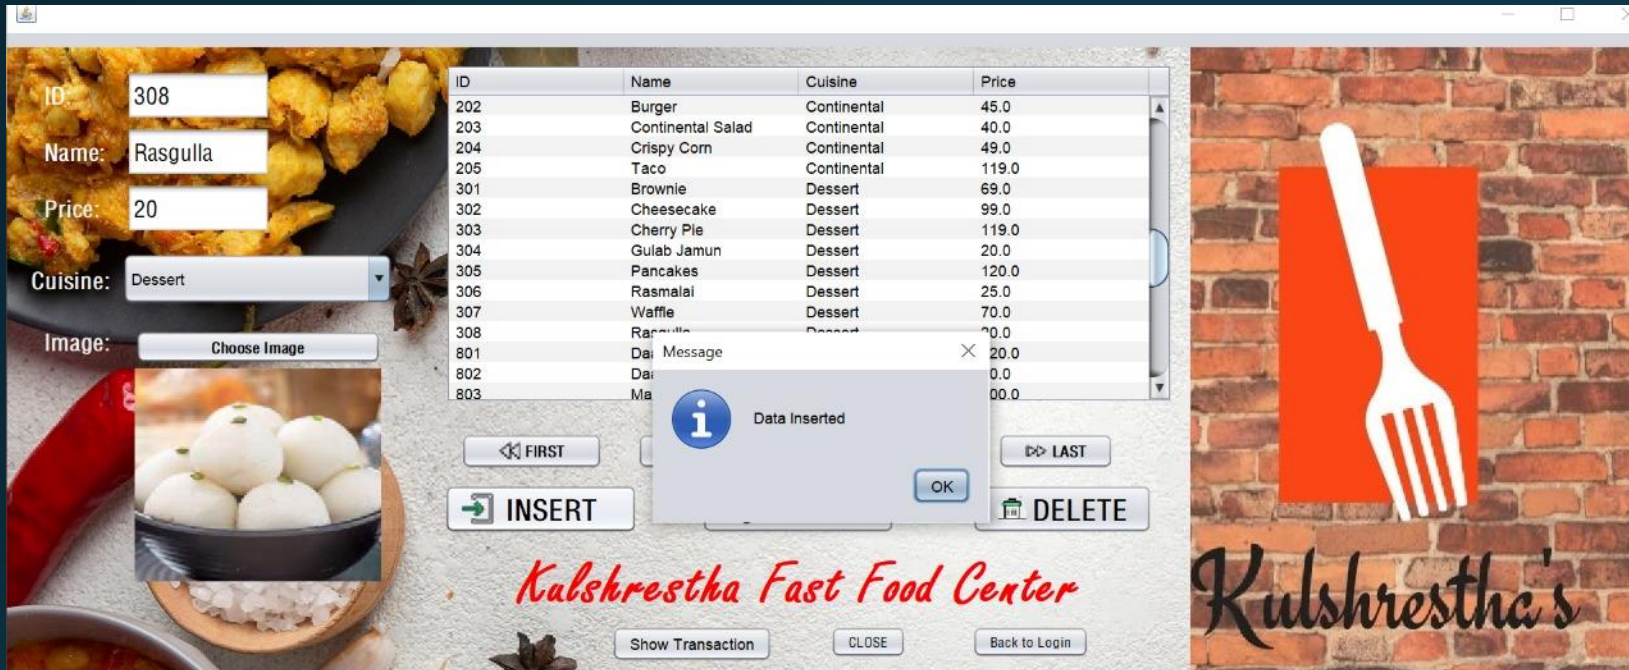 ID: 308
Name: Rasgulla
Price: 20
Cuisine: Dessert
Image: Choose Image
ID Name Cuisine Price
202 Burger Continental 45.0
203 Continental Salad Continental 40.0
204 Crispy Corn Continental 49.0
205 Taco Continental 119.0
301 Brownie Dessert 69.0
302 Cheesecake Dessert 99.0
303 Cherry Pie Dessert 119.0
304 Gulab Jamun Dessert 20.0
305 Pancakes Dessert 120.0
306 Rasmalai Dessert 25.0
307 Waffle Dessert 70.0
308 Rasgulla Dessert 20.0
801
802
803
Message
Data Inserted
OK
FIRST
LAST
INSERT
DELETE
Kulshrestha Fast Food Center
Show Transaction
CLOSE
Back to Login
Kulshrestha's